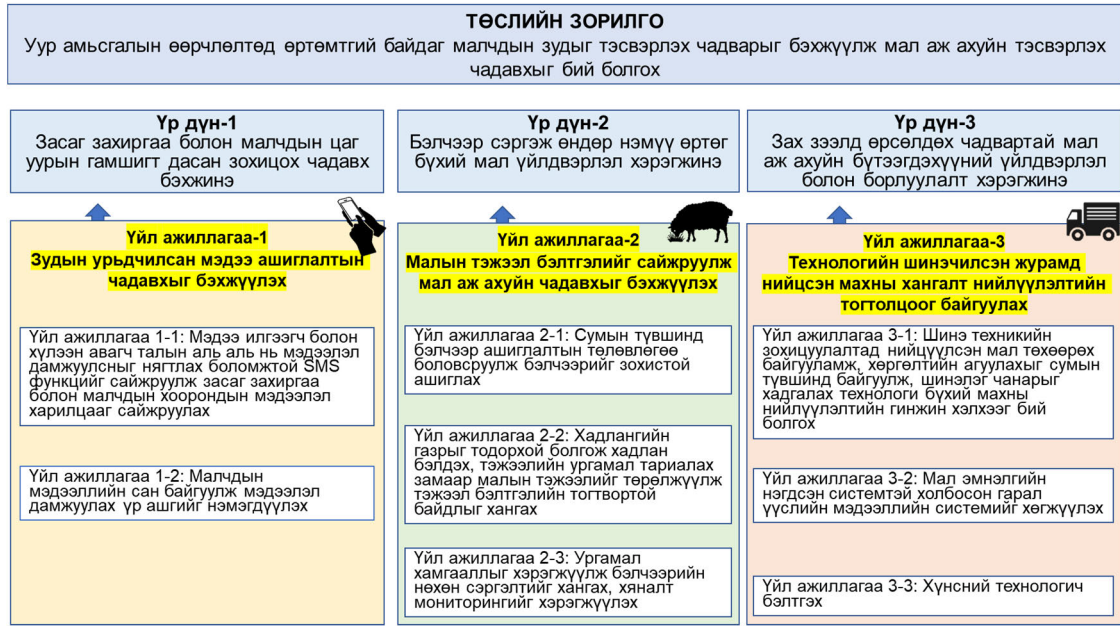 ТӨСЛИЙН ЗОРИЛГО
Уур амьсгалын өөрчлөлтөд өртөмтгий байдаг малчдын зудыг тэсвэрлэх чадварыг бэхжүүлж мал аж ахуйн тэсвэрлэх
чадавхыг бий болгох
Үр дүн-1
Засаг захиргаа болон малчдын цаг
уурын гамшигт дасан зохицох чадавх
бэхжинэ
Үйл ажиллагаа-1
Зудын урьдчилсан мэдээ ашиглалтын
чадавхыг бэхжүүлэх
Үйл ажиллагаа 1-1: Мэдээ илгээгч болон
хүлээн авагч талын аль аль нь мэдээлэл
дамжуулсныг нягтлах боломжтой SMS
функцийг сайжруулж засаг захиргаа
болон малчдын хоорондын мэдээлэл
харилцааг сайжруулах
Үйл ажиллагаа 1-2: Малчдын
мэдээллийн сан байгуулж мэдээлэл
дамжуулах үр ашгийг нэмэгдүүлэх
Үр дүн-2
Бэлчээр сэргэж өндөр нэмүү өртөг
бүхий мал үйлдвэрлэл хэрэгжинэ
Үйл ажиллагаа-2
Малын тэжээл бэлтгэлийг сайжруулж
мал аж ахуйн чадавхыг бэхжүүлэх
Үйл ажиллагаа 2-1: Сумын түвшинд
бэлчээр ашиглалтын төлөвлөгөө
боловсруулж бэлчээрийг зохистой
ашиглах
Үйл ажиллагаа 2-2: Хадлангийн
газрыг тодорхой болгож хадлан
бэлдэх, тэжээлийн ургамал тариалах
замаар малын тэжээлийг төрөлжүүлж
тэжээл бэлтгэлийн тогтвортой
байдлыг хангах
Үйл ажиллагаа 2-3: Ургамал
хамгааллыг хэрэгжүүлж бэлчээрийн
нөхөн сэргэлтийг хангах, хяналт
мониторингийг хэрэгжүүлэх
Үр дүн-3
Зах зээлд өрсөлдөх чадвартай мал
аж ахуйн бүтээгдэхүүний үйлдвэрлэл
болон борлуулалт хэрэгжинэ
Үйл ажиллагаа-3
Технологийн шинэчилсэн журамд
нийцсэн махны хангалт нийлүүлэлтийн
тогтолцоог байгуулах
Үйл ажиллагаа 3-1: Шинэ техникийн
зохицуулалтад нийцүүлсэн мал төхөөрөх
байгууламж, хөргөлтийн агуулахыг сумын
түвшинд байгуулж, шинэлэг чанарыг
хадгалах технологи бүхий махны
нийлүүлэлтийн гинжин хэлхээг бий
болгох
Үйл ажиллагаа 3-2: Мал эмнэлгийн
нэгдсэн системтэй холбосон гарал
үүслийн мэдээллийн системийг хөгжүүлэх
Үйл ажиллагаа 3-3: Хүнсний технологич
бэлтгэх